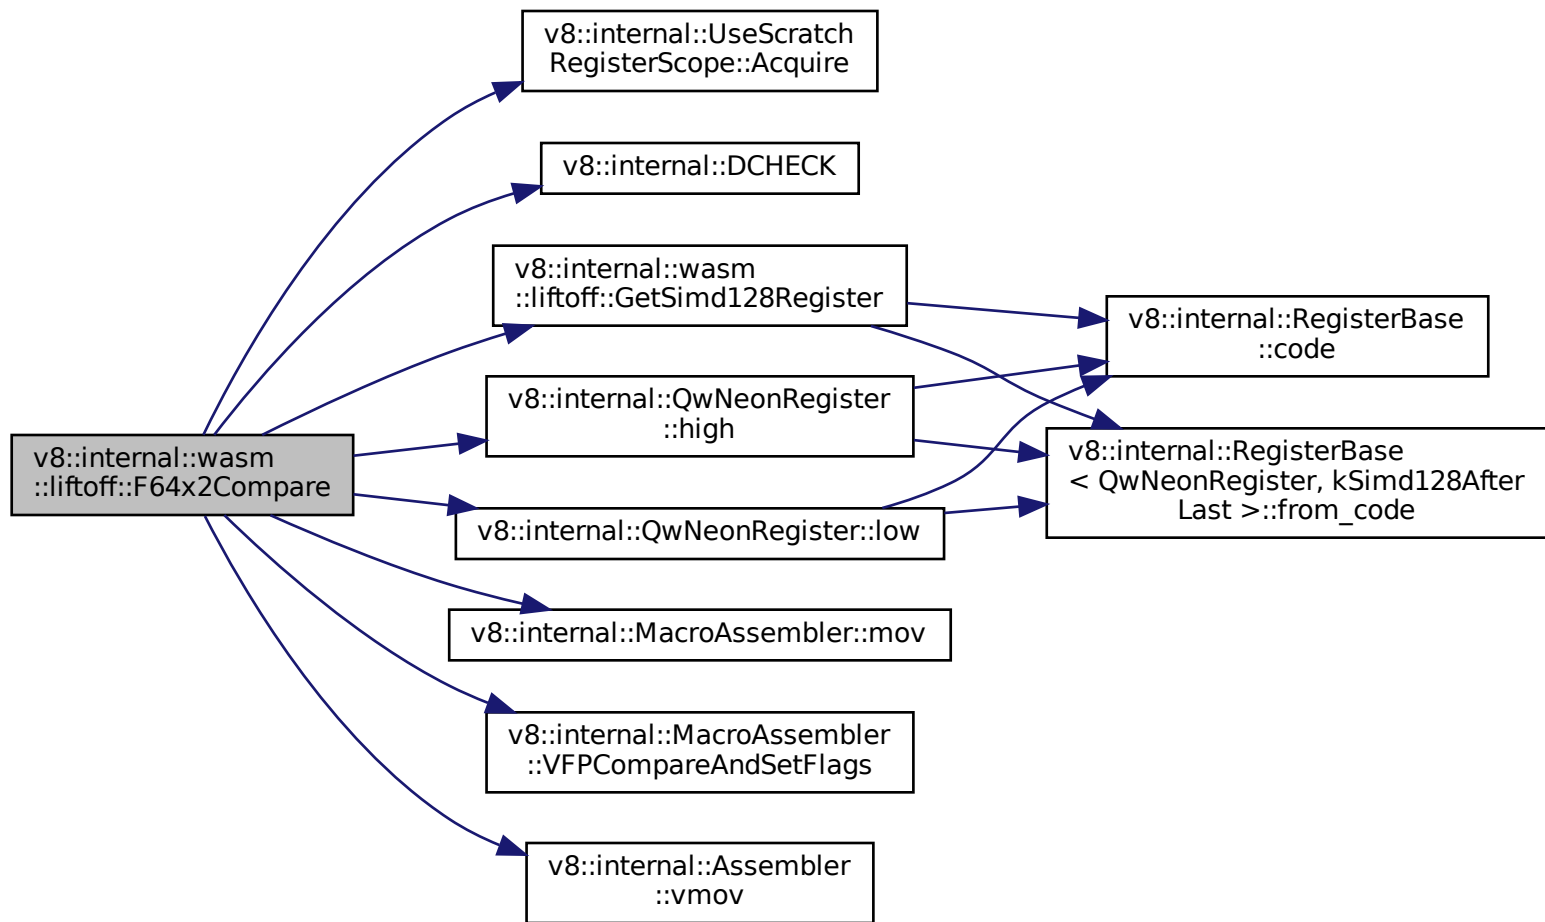 v8::internal::UseScratch
RegisterScope::Acquire
v8::internal::DCHECK
v8::internal::wasm
::liftoff::GetSimd128Register
v8::internal::RegisterBase
::code
v8::internal::QwNeonRegister
::high
v8::internal::wasm
::liftoff::F64x2Compare
v8::internal::RegisterBase
< QwNeonRegister, kSimd128After
Last >::from_code
v8::internal::QwNeonRegister::low
v8::internal::MacroAssembler::mov
v8::internal::MacroAssembler
::VFPCompareAndSetFlags
v8::internal::Assembler
::vmov